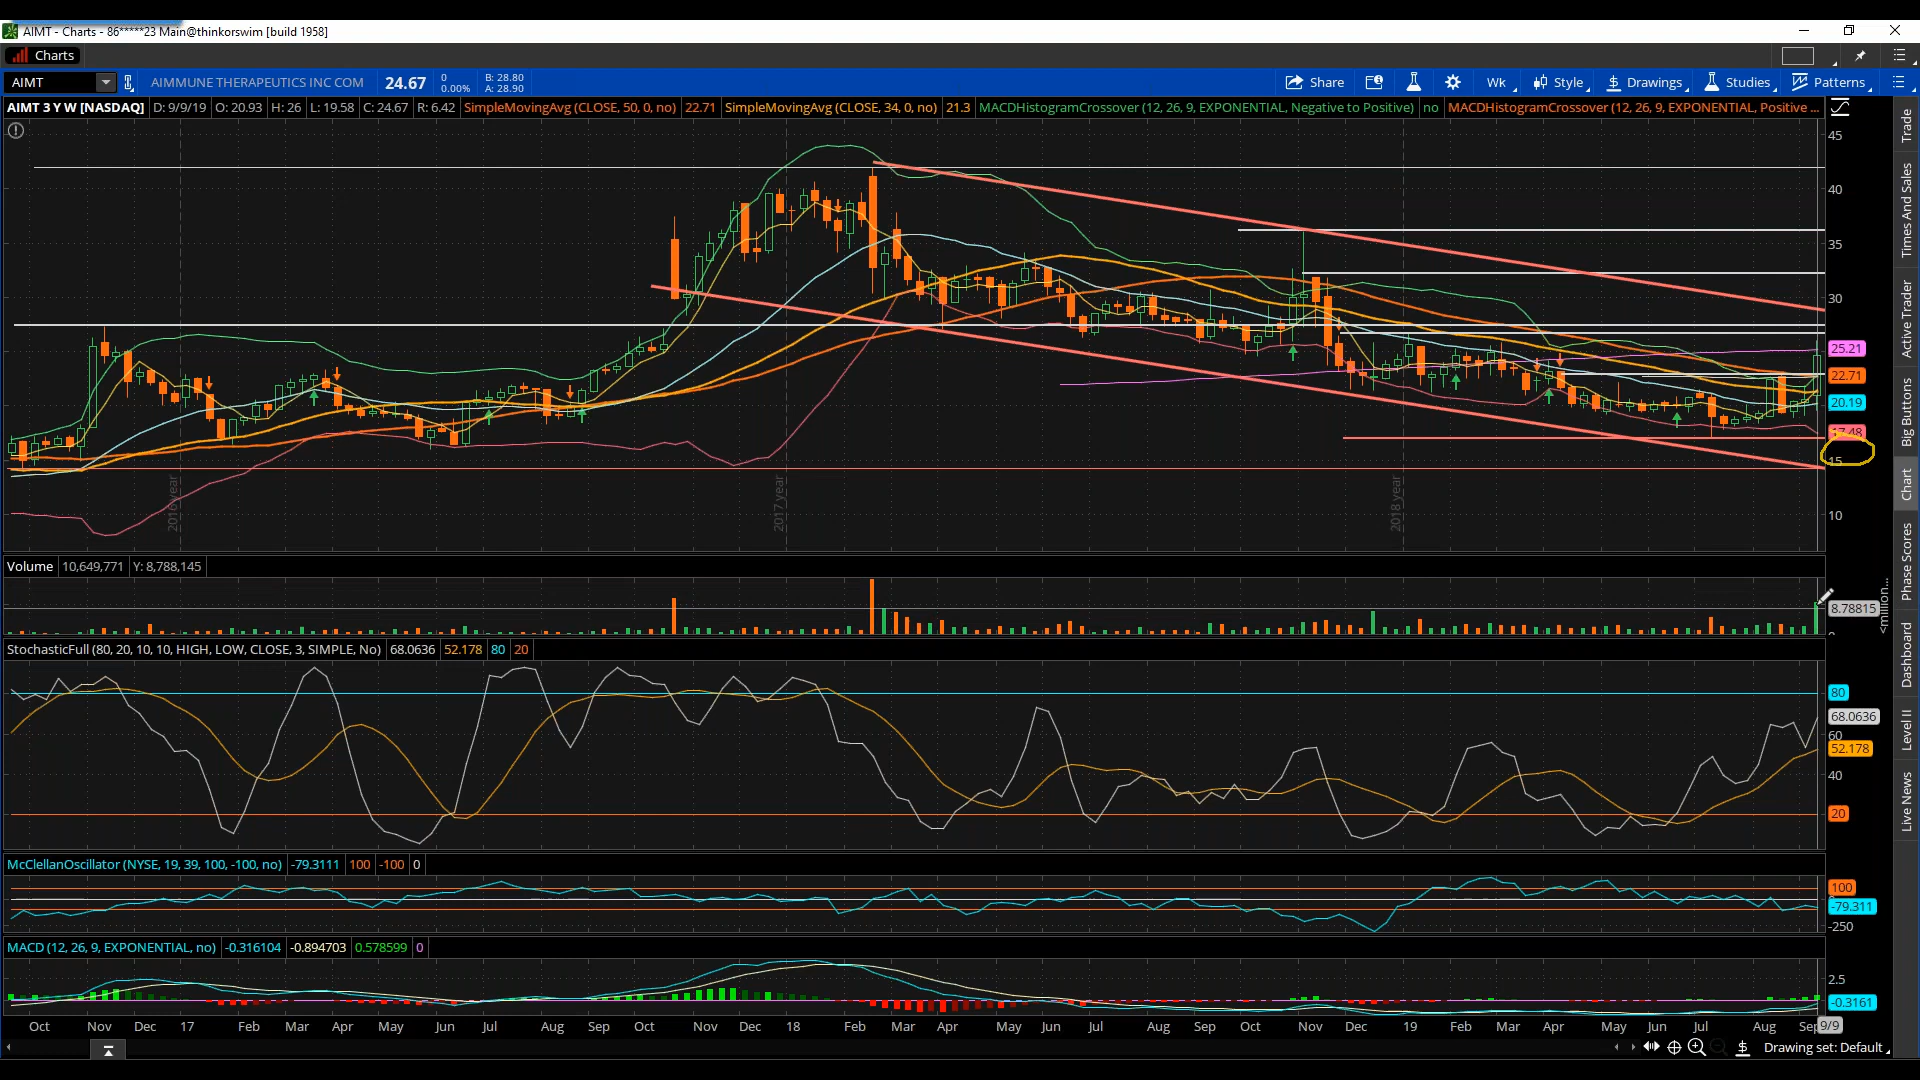 AIMT - Charts - 86*****23 Main@thinkorswim [build 1958]
Charts
AIMT AIMMUNE THERAPEUTICS INC COM 24.67 0 0.00% B: 28.80 A: 28.90 Share Wk Style Drawings Studies Patterns
AIMT 3 Y W [NASDAQ] D: 9/9/19 O: 20.93 H: 26 L: 19.58 C: 24.67 R: 6.42 SimpleMovingAvg (CLOSE, 50, 0, no) 22.71 SimpleMovingAvg (CLOSE, 34, 0, no) 21.3 MACDHistogramCrossover (12, 26, 9, EXPONENTIAL, Negative to Positive) no MACDHistogramCrossover (12, 26, 9, EXPONENTIAL, Positive ...
45
40
35
30
25.21
22.71
20.19
17.48
15
10
2016 year
2017 year
2018 year
Volume 10,649,771 Y: 8,788,145
8.78815
<million...
StochasticFull (80, 20, 10, 10, HIGH, LOW, CLOSE, 3, SIMPLE, No) 68.0636 52.178 80 20
80
68.0636
60
52.178
40
20
McClellanOscillator (NYSE, 19, 39, 100, -100, no) -79.3111 100 -100 0
100
-79.311
-250
MACD (12, 26, 9, EXPONENTIAL, no) -0.316104 -0.894703 0.578599 0
2.5
-0.3161
Oct Nov Dec 17 Feb Mar Apr May Jun Jul Aug Sep Oct Nov Dec 18 Feb Mar Apr May Jun Jul Aug Sep Oct Nov Dec 19 Feb Mar Apr May Jun Jul Aug Sep 9/9
Drawing set: Default
Trade
Times And Sales
Active Trader
Big Buttons
Chart
Phase Scores
Dashboard
Level II
Live News